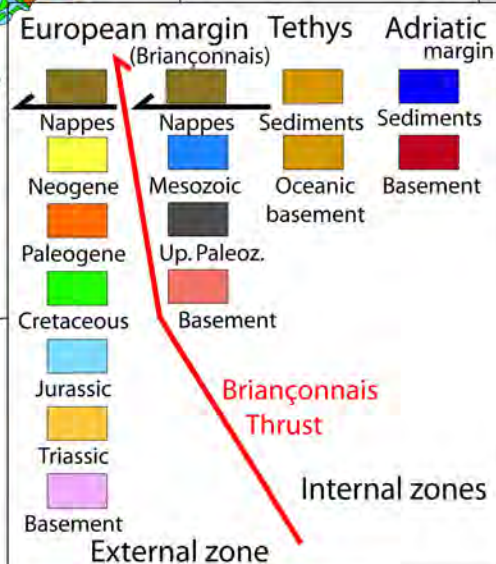 European margin Tethys Adriatic
(Briançonnais) margin
Nappes Nappes Sediments Sediments
Neogene Mesozoic Oceanic Basement
basement
Paleogene Up. Paleoz.
Cretaceous Basement
Jurassic
Briançonnais
Thrust
Triassic
Internal zones
Basement
External zone